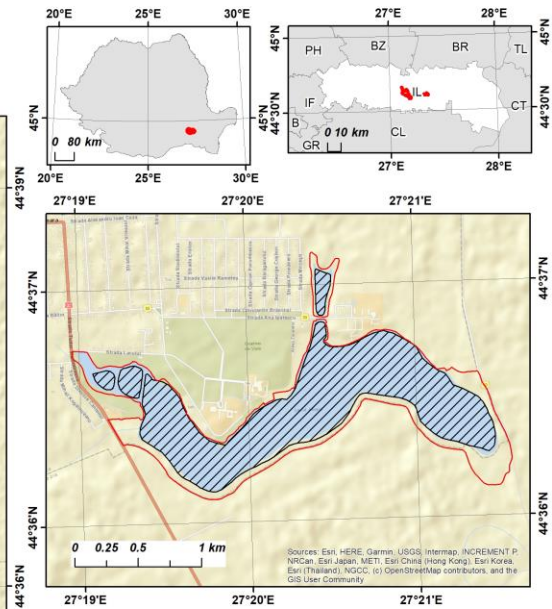 20°E 25°E 30°E
45°N 45°N
0 80 km
20°E 25°E 30°E
27°E 28°E
45°N 45°N
PH BZ BR TL
IF IL CT
44°30'N 44°30'N
B
0 10 km
CL
GR
27°E 28°E
44°39'N
44°36'N
27°19'E 27°20'E 27°21'E
44°37'N 44°37'N
Strada Lacului
44°36'N 44°36'N
0 0.25 0.5 1 km
Sources: Esri, HERE, Garmin, USGS, Intermap, INCREMENT P,
NRCan, Esri Japan, METI, Esri China (Hong Kong), Esri Korea,
Esri (Thailand), NGCC, (c) OpenStreetMap contributors, and the
GIS User Community
27°19'E 27°20'E 27°21'E